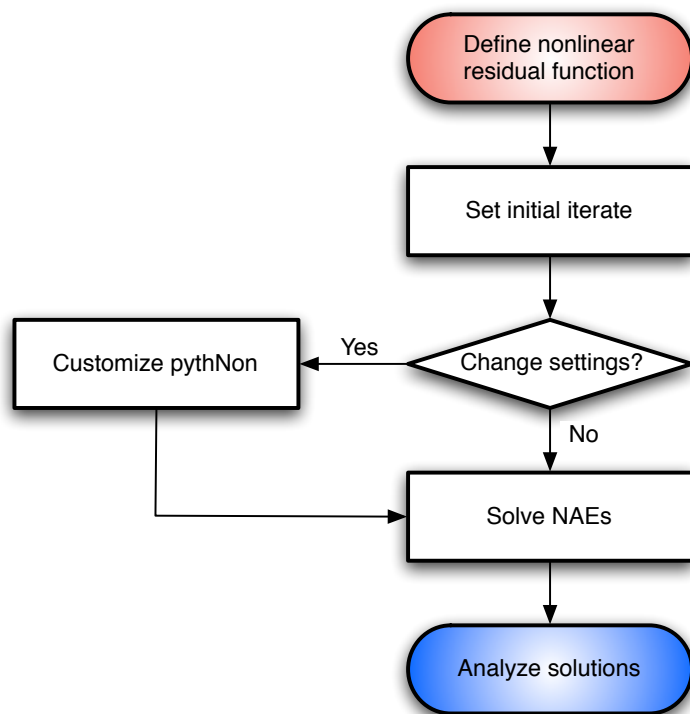 Define nonlinear
residual function
Set initial iterate
Change settings?
Yes
Customize pythNon
No
Solve NAEs
Analyze solutions